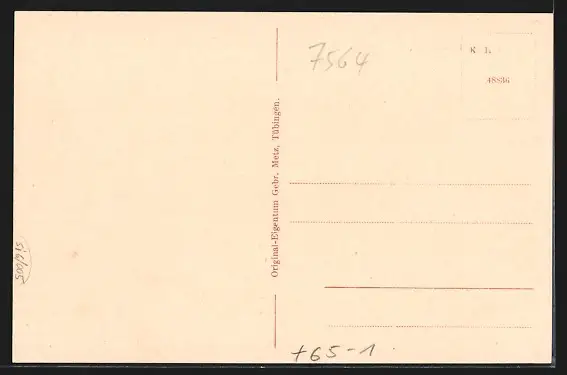 7564
K. L.
48836
Original-Eigentum Gebr. Metz, Tübingen.
+65-1